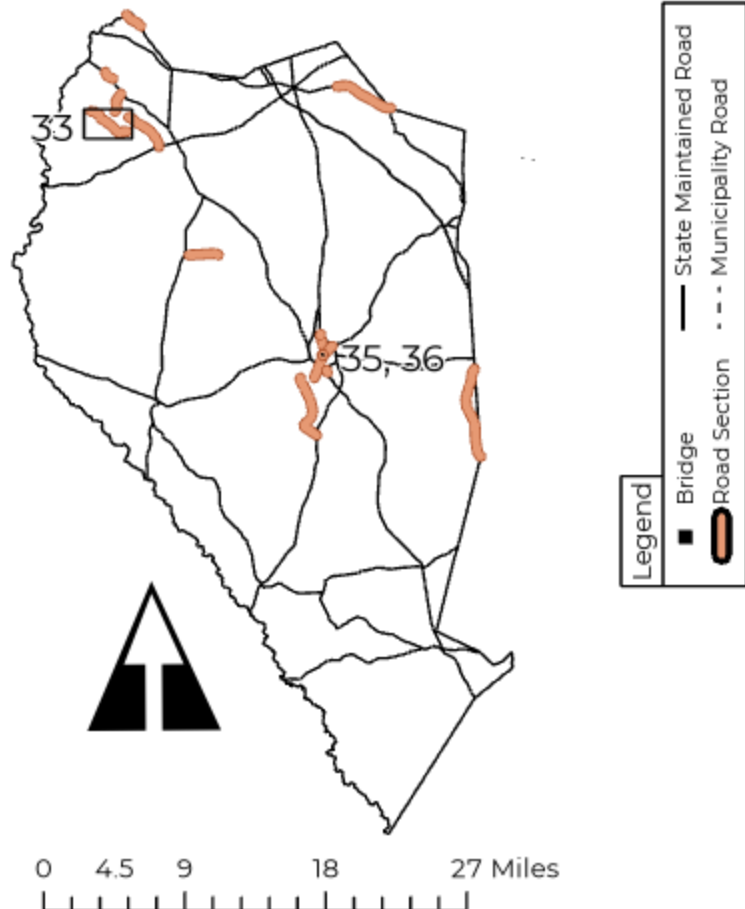 33
35, 36
0 4.5 9 18 27 Miles
Legend
Bridge
Road Section
State Maintained Road
Municipality Road